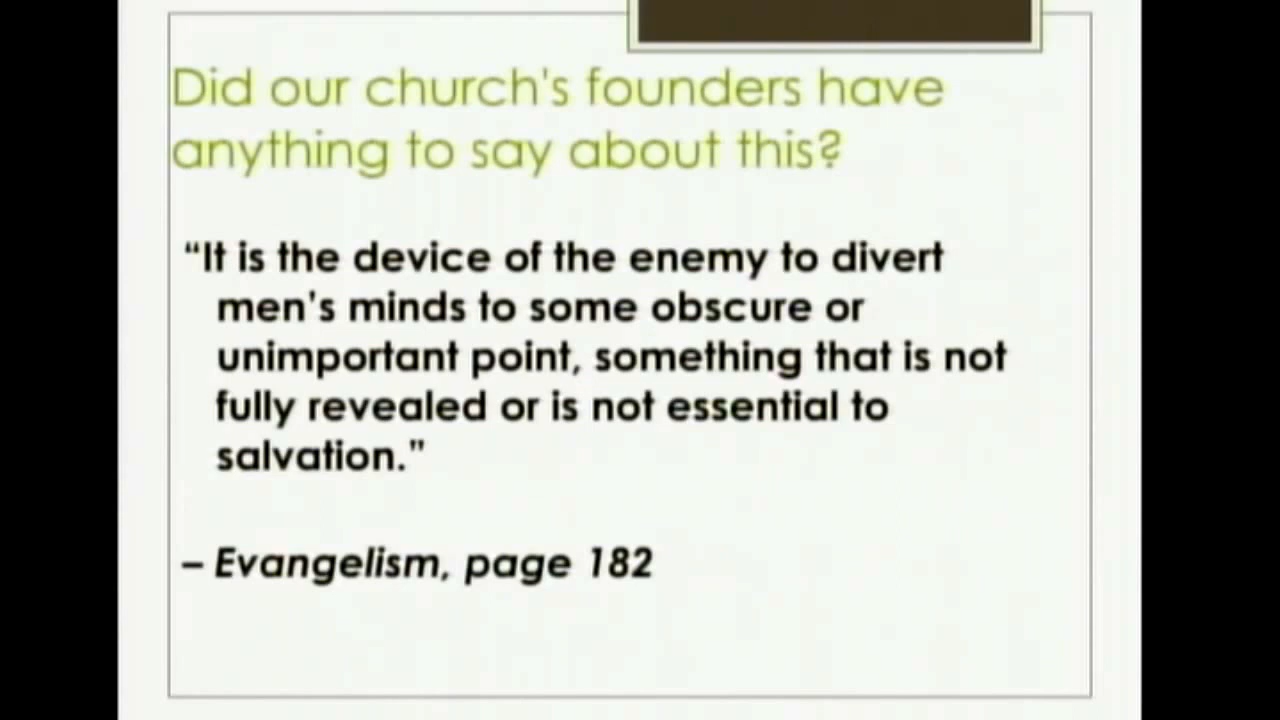 Did our church's founders have
anything to say about this?
“It is the device of the enemy to divert
men’s minds to some obscure or
unimportant point, something that is not
fully revealed or is not essential to
salvation.”
– Evangelism, page 182